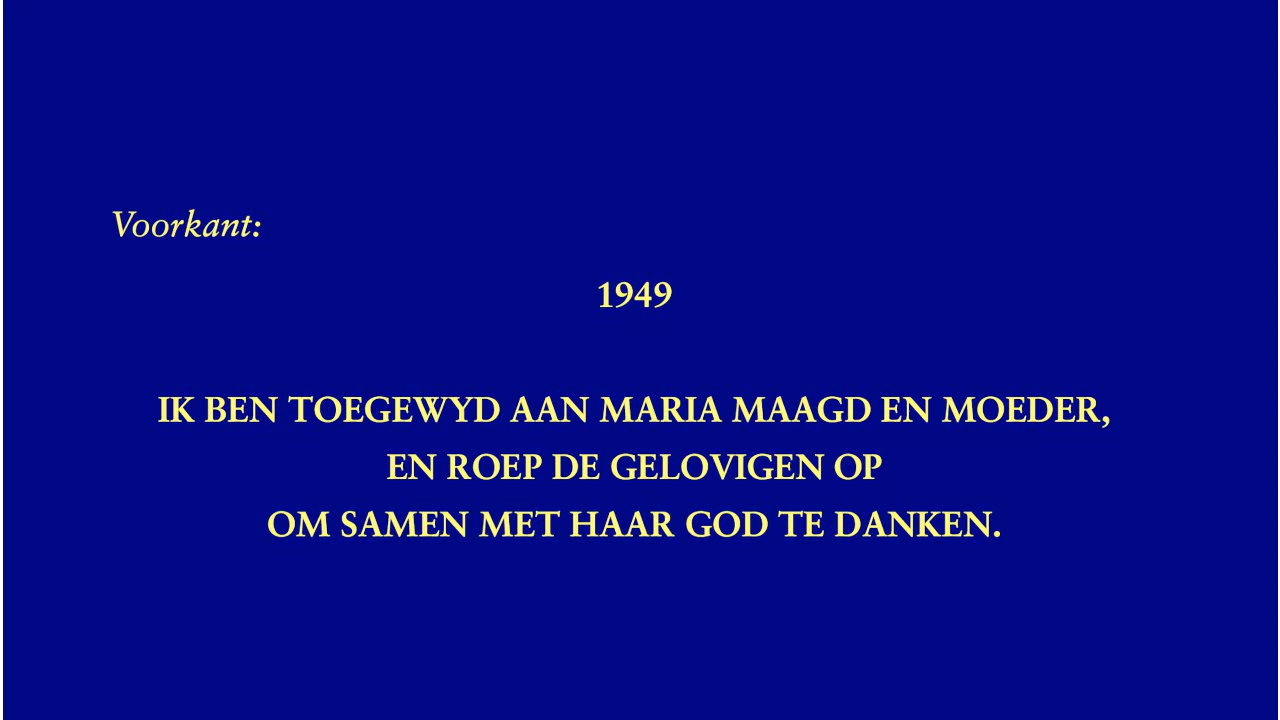 Voorkant:
1949
IK BEN TOEGEWYD AAN MARIA MAAGD EN MOEDER,
EN ROEP DE GELOVIGEN OP
OM SAMEN MET HAAR GOD TE DANKEN.